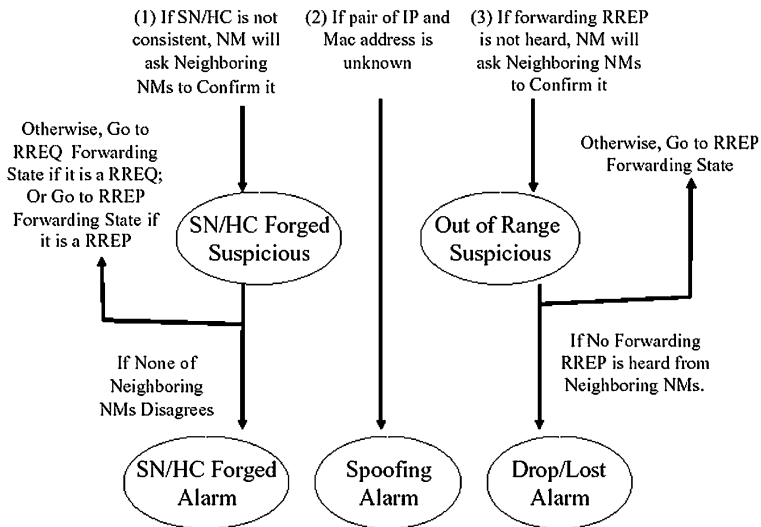 (1) If SN/HC is not
consistent, NM will
ask Neighboring
NMs to Confirm it
(2) If pair of IP and
Mac address is
unknown
(3) If forwarding RREP
is not heard, NM will
ask Neighboring NMs
to Confirm it
Otherwise, Go to
RREQ Forwarding
State if it is a RREQ;
Or Go to RREP
Forwarding State if
it is a RREP
Otherwise, Go to RREP
Forwarding State
SN/HC Forged
Suspicious
Out of Range
Suspicious
If None of
Neighboring
NMs Disagrees
If No Forwarding
RREP is heard from
Neighboring NMs.
SN/HC Forged
Alarm
Spoofing
Alarm
Drop/Lost
Alarm